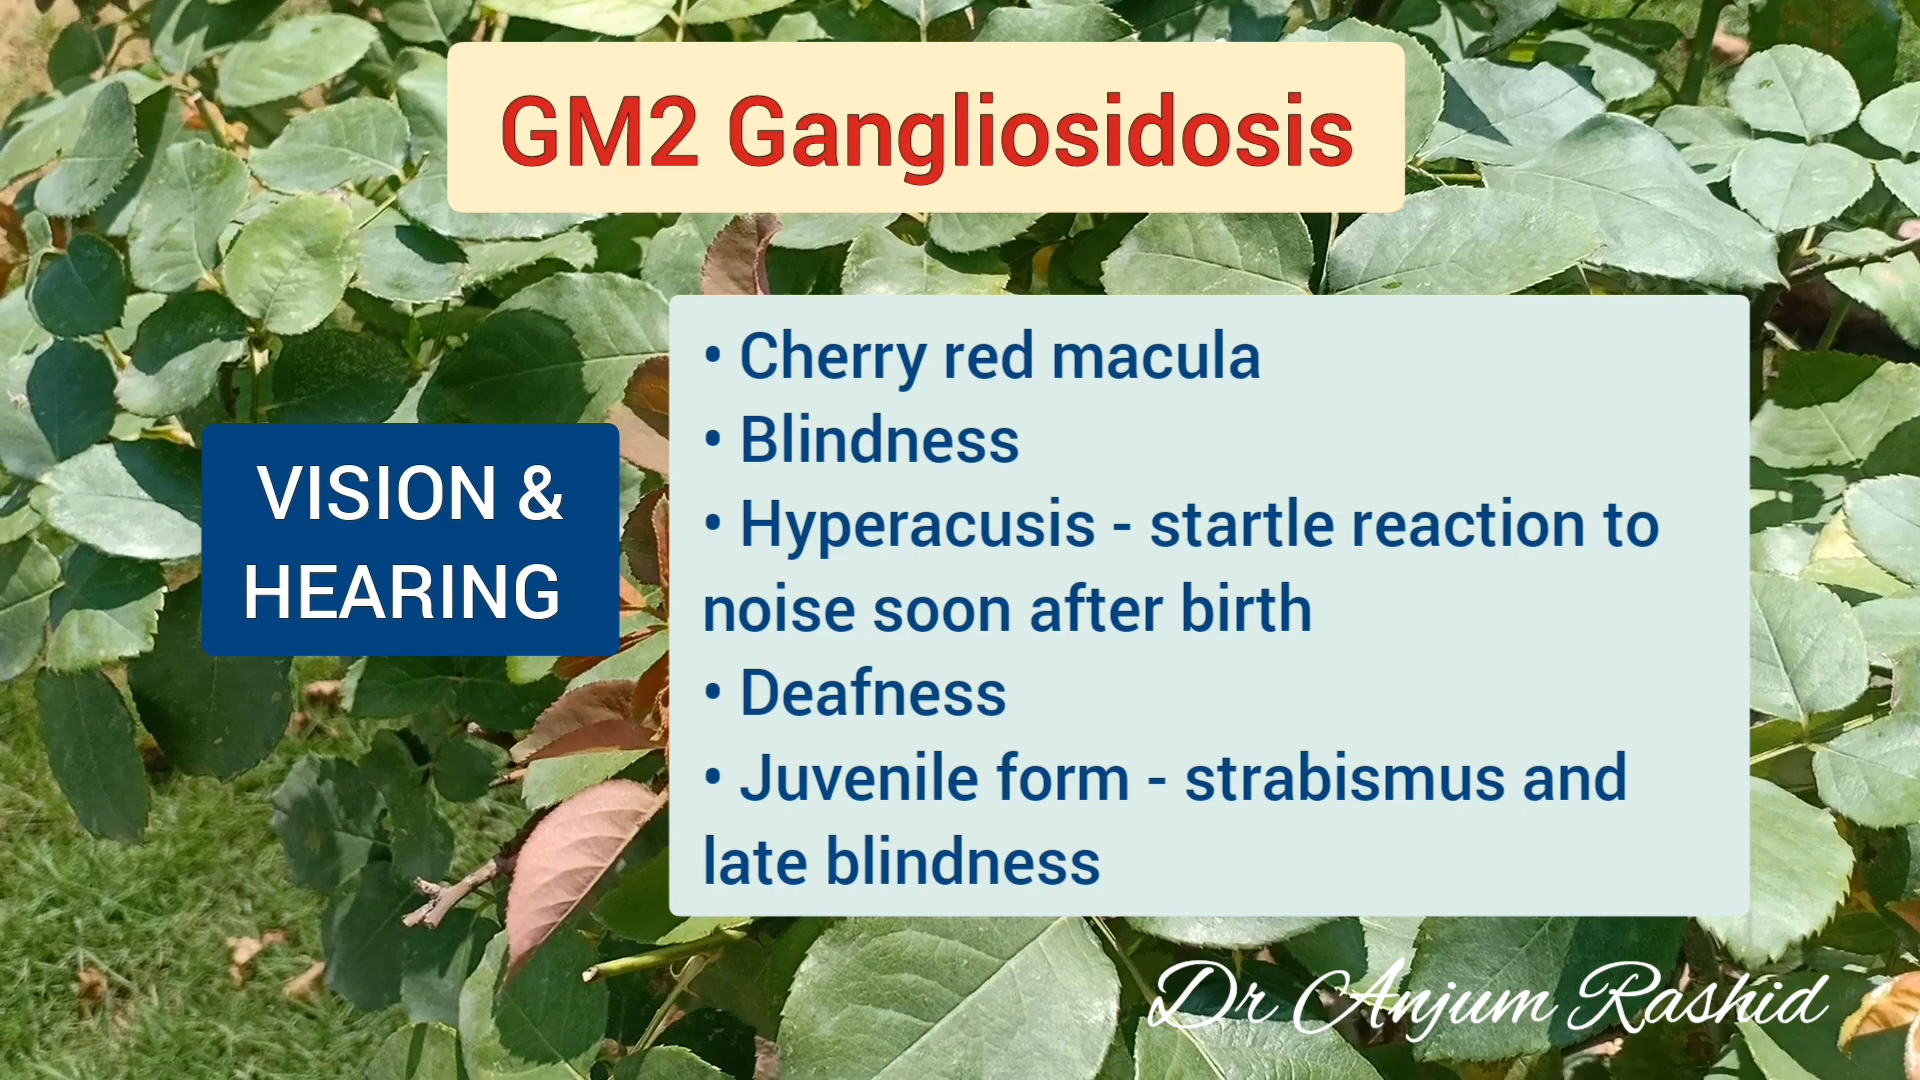 GM2 Gangliosidosis
VISION &
HEARING
• Cherry red macula
• Blindness
• Hyperacusis - startle reaction to
noise soon after birth
• Deafness
• Juvenile form - strabismus and
late blindness
Dr Anjum Rashid